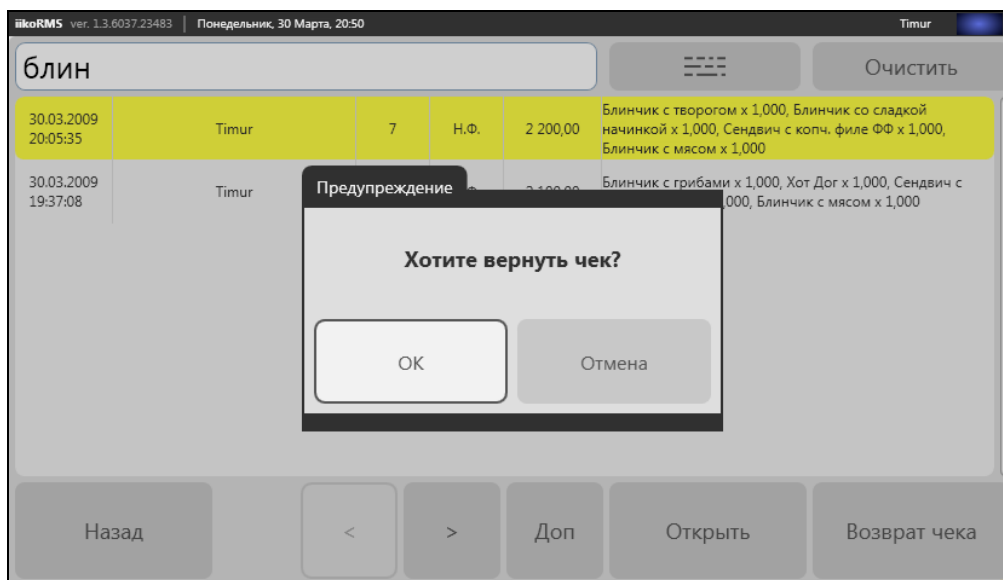 iikoRMS ver. 1.3.6037.23483 | Понедельник, 30 Марта, 20:50 Timur
блин Очистить
30.03.2009
20:05:35
Timur 7 Н.Ф. 2 200,00
Блинчик с творогом x 1,000, Блинчик со сладкой
начинкой x 1,000, Сендвич с копч. филе ФФ x 1,000,
Блинчик с мясом x 1,000
30.03.2009
19:37:08
Timur
Блинчик с грибами x 1,000, Хот Дог x 1,000, Сендвич с
,000, Блинчик с мясом x 1,000
Предупреждение
Хотите вернуть чек?
ОК Отмена
Назад < > Доп Открыть Возврат чека